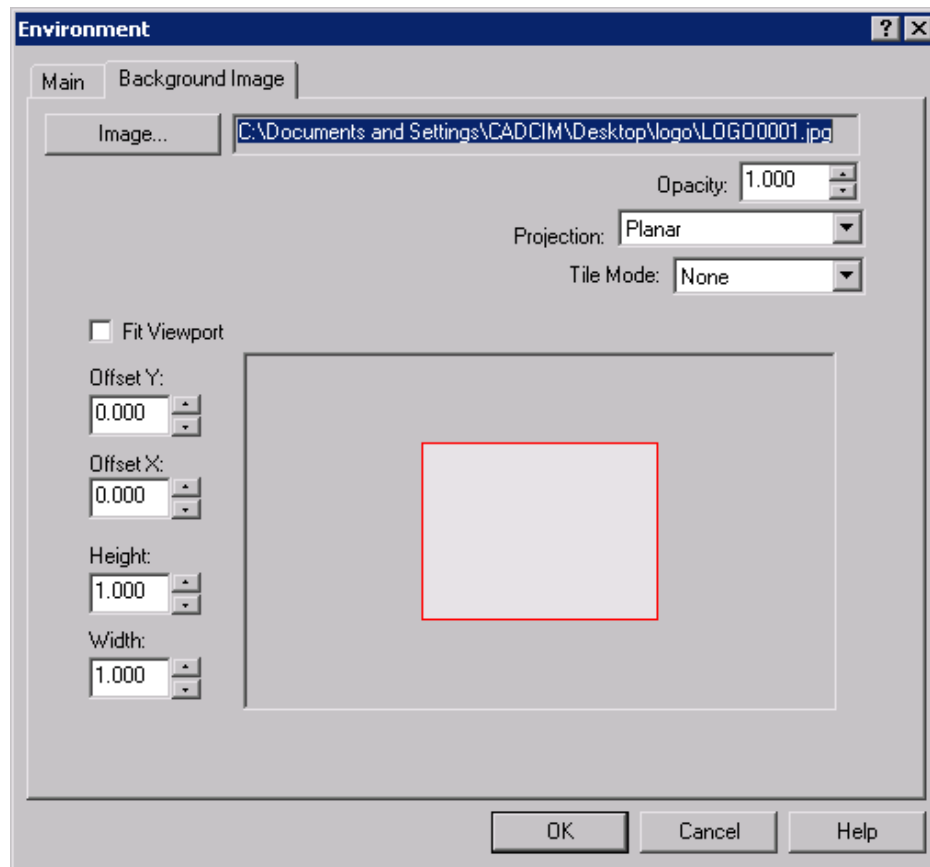 Environment
Main
Background Image
Image...
C:\Documents and Settings\CADCIM\Desktop\logo\LOGO0001.jpg
Opacity: 1.000
Projection: Planar
Tile Mode: None
Fit Viewport
Offset Y:
0.000
Offset X:
0.000
Height:
1.000
Width:
1.000
OK
Cancel
Help